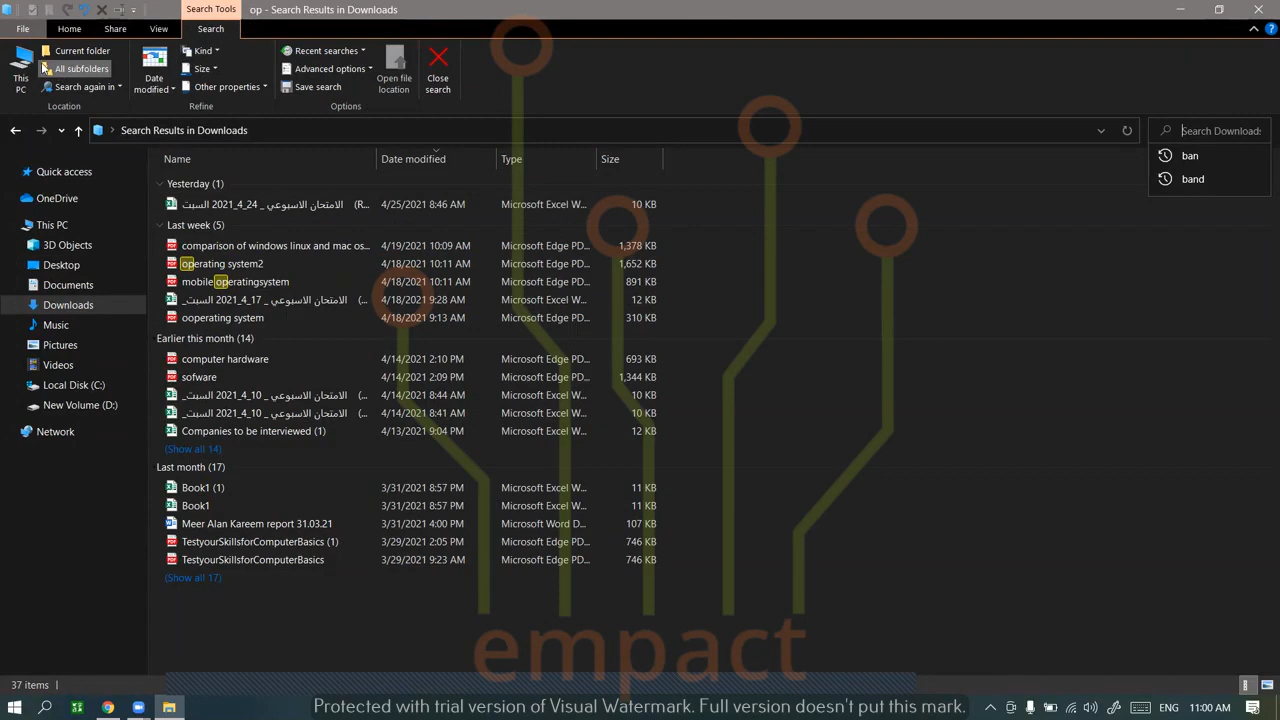 Search Tools op - Search Results in Downloads
File Home Share View Search
This PC
Current folder
All subfolders
Search again in
Location
Date modified
Kind
Size
Other properties
Refine
Recent searches
Advanced options
Save search
Options
Open file location
Close search
Search Results in Downloads
Search Downloads
ban
band
Quick access
OneDrive
This PC
3D Objects
Desktop
Documents
Downloads
Music
Pictures
Videos
Local Disk (C:)
New Volume (D:)
Network
Name Date modified Type Size
Yesterday (1)
الامتحان الاسبوعي _ 2021_4_24 السبت (R... 4/25/2021 8:46 AM Microsoft Excel W... 10 KB
Last week (5)
comparison of windows linux and mac os... 4/19/2021 10:09 AM Microsoft Edge PD... 1,378 KB
operating system2 4/18/2021 10:11 AM Microsoft Edge PD... 1,652 KB
mobile operatingsystem 4/18/2021 10:11 AM Microsoft Edge PD... 891 KB
الامتحان الاسبوعي _ 2021_4_17 السبت_ (... 4/18/2021 9:28 AM Microsoft Excel W... 12 KB
ooperating system 4/18/2021 9:13 AM Microsoft Edge PD... 310 KB
Earlier this month (14)
computer hardware 4/14/2021 2:10 PM Microsoft Edge PD... 693 KB
sofware 4/14/2021 2:09 PM Microsoft Edge PD... 1,344 KB
الامتحان الاسبوعي _ 2021_4_10 السبت_ (... 4/14/2021 8:44 AM Microsoft Excel W... 10 KB
الامتحان الاسبوعي _ 2021_4_10 السبت_ (... 4/14/2021 8:41 AM Microsoft Excel W... 10 KB
Companies to be interviewed (1) 4/13/2021 9:04 PM Microsoft Excel W... 12 KB
(Show all 14)
Last month (17)
Book1 (1) 3/31/2021 8:57 PM Microsoft Excel W... 11 KB
Book1 3/31/2021 8:57 PM Microsoft Excel W... 11 KB
Meer Alan Kareem report 31.03.21 3/31/2021 4:00 PM Microsoft Word D... 107 KB
TestyourSkillsforComputerBasics (1) 3/29/2021 2:05 PM Microsoft Edge PD... 746 KB
TestyourSkillsforComputerBasics 3/29/2021 9:23 AM Microsoft Edge PD... 746 KB
(Show all 17)
empact
37 items
Protected with trial version of Visual Watermark. Full version doesn't put this mark.
ENG 11:00 AM